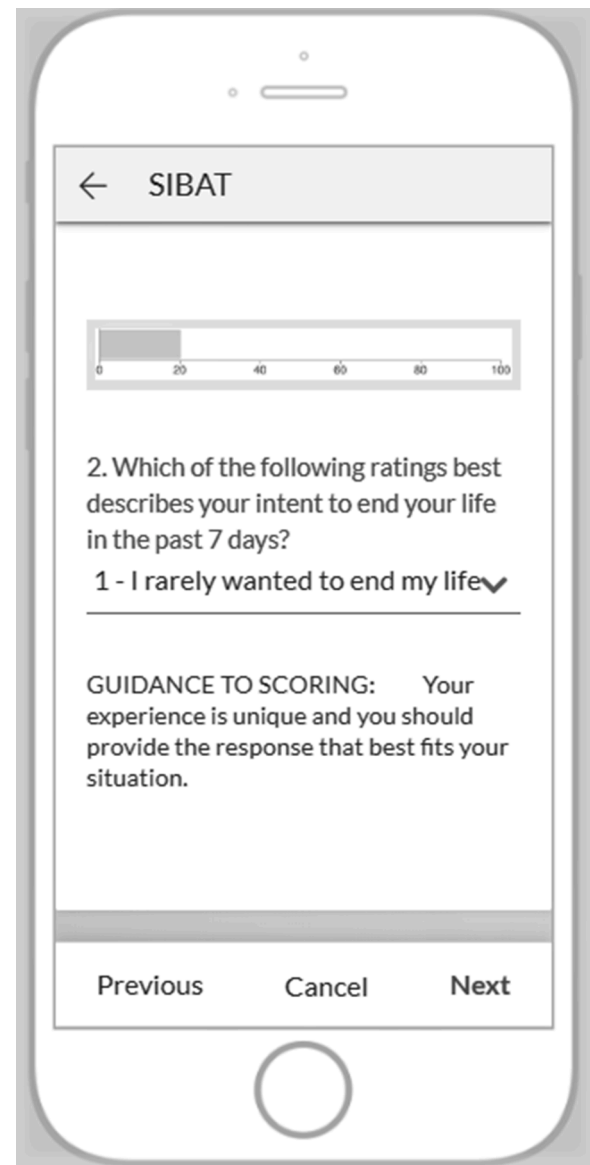 ← SIBAT
0 20 40 60 80 100
2. Which of the following ratings best
describes your intent to end your life
in the past 7 days?
1 - I rarely wanted to end my life
GUIDANCE TO SCORING: Your
experience is unique and you should
provide the response that best fits your
situation.
Previous Cancel Next